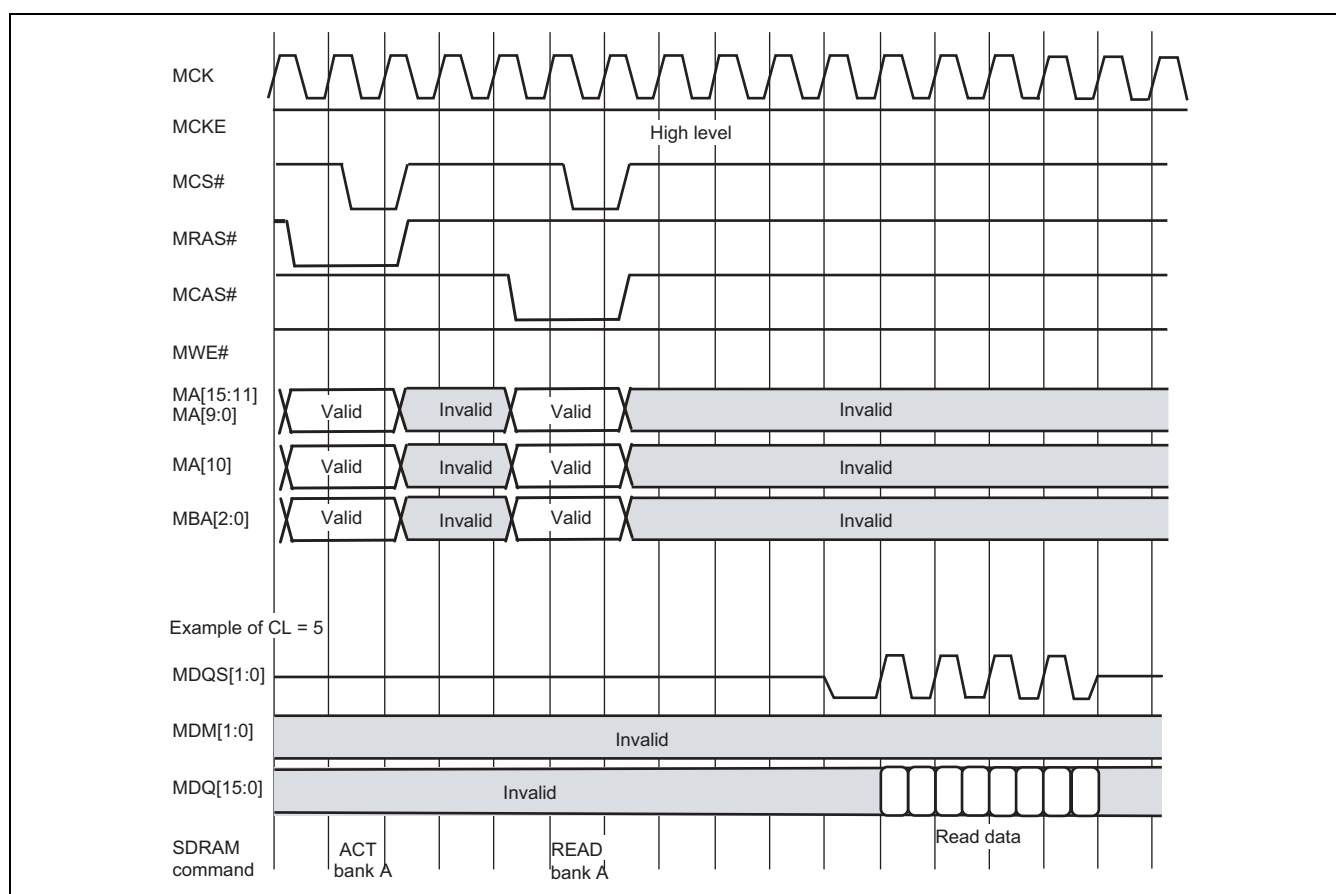 MCK
MCKE
High level
MCS#
MRAS#
MCAS#
MWE#
MA[15:11]
MA[9:0]
Valid Invalid Valid Invalid
MA[10] Valid Invalid Valid Invalid
MBA[2:0] Valid Invalid Valid Invalid
Example of CL = 5
MDQS[1:0]
MDM[1:0] Invalid
MDQ[15:0] Invalid
Read data
SDRAM
command
ACT
bank A
READ
bank A